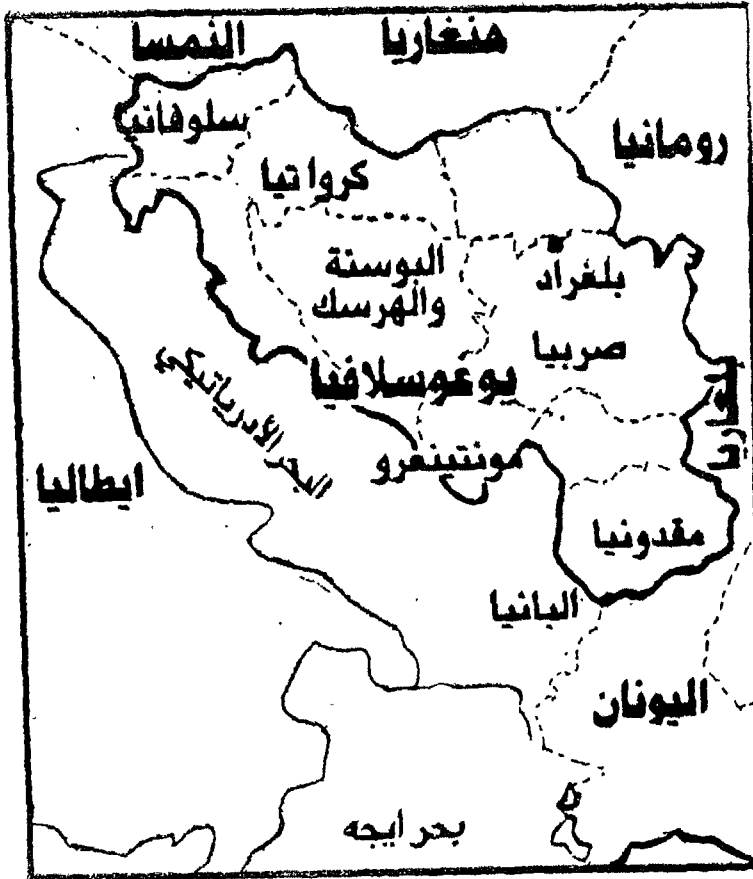 النمسا
هنغاريا
سلوفانيا
رومانيا
كرواتيا
البوسنة
والهرسك
بلغراد
صربيا
يوغوسلافيا
بلغاريا
البحر الأدرياتيكي
مونتينغرو
ايطاليا
مقدونيا
البانيا
اليونان
بحر ايجه